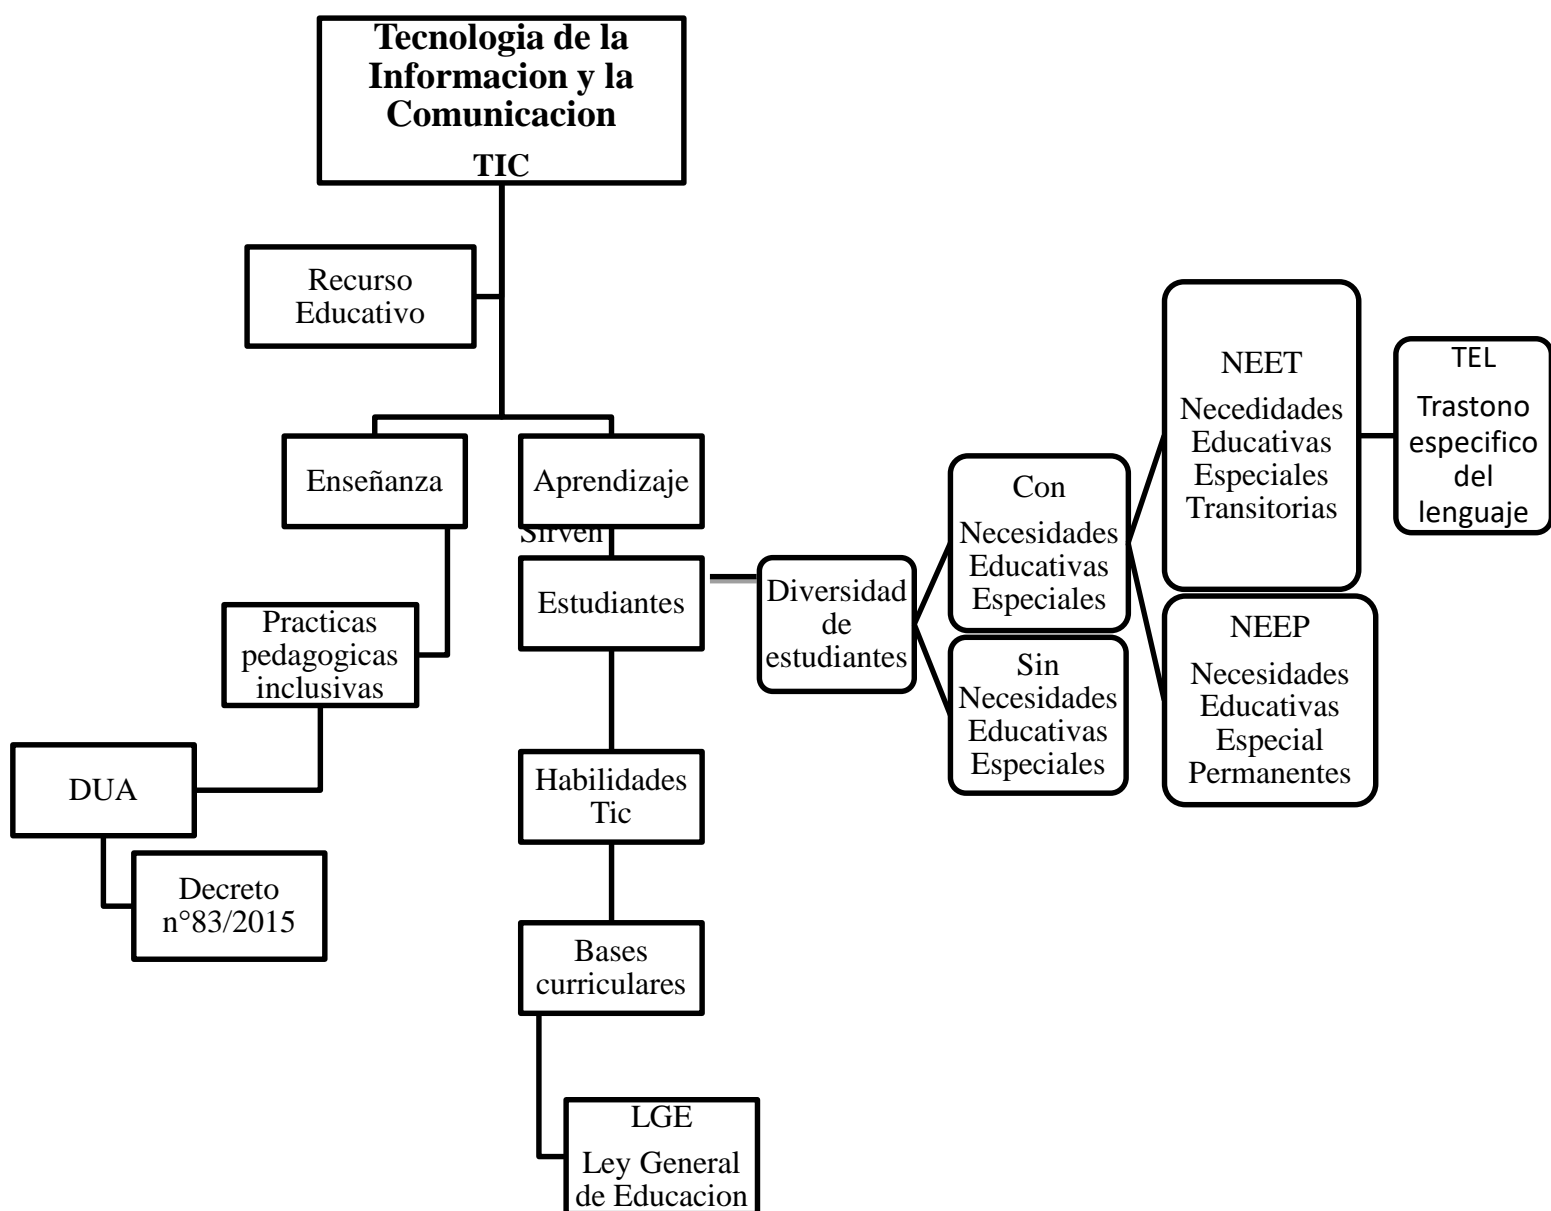 Tecnologia de la
Informacion y la
Comunicacion
TIC
Recurso
Educativo
Enseñanza
Aprendizaje
Sirven
Estudiantes
Practicas
pedagogicas
inclusivas
DUA
Decreto
n°83/2015
Habilidades
Tic
Bases
curriculares
LGE
Ley General
de Educacion
Diversidad
de
estudiantes
Con
Necesidades
Educativas
Especiales
Sin
Necesidades
Educativas
Especiales
NEET
Necedidades
Educativas
Especiales
Transitorias
NEEP
Necesidades
Educativas
Especial
Permanentes
TEL
Trastono
especifico
del
lenguaje